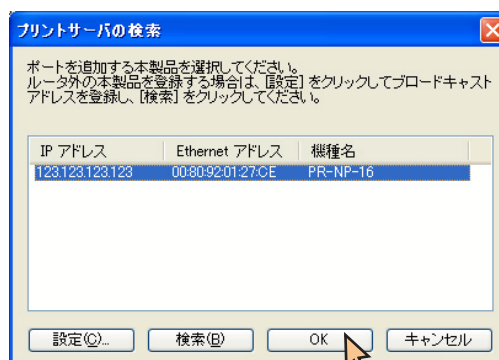 プリントサーバの検索
ポートを追加する本製品を選択してください。
ルータ外の本製品を登録する場合は、[設定] をクリックしてブロードキャスト
アドレスを登録し、[検索] をクリックしてください。
IP アドレス Ethernet アドレス 機種名
123.123.123.123 00:80:92:01:27:CE PR-NP-16
設定(C)... 検索(B) OK キャンセル